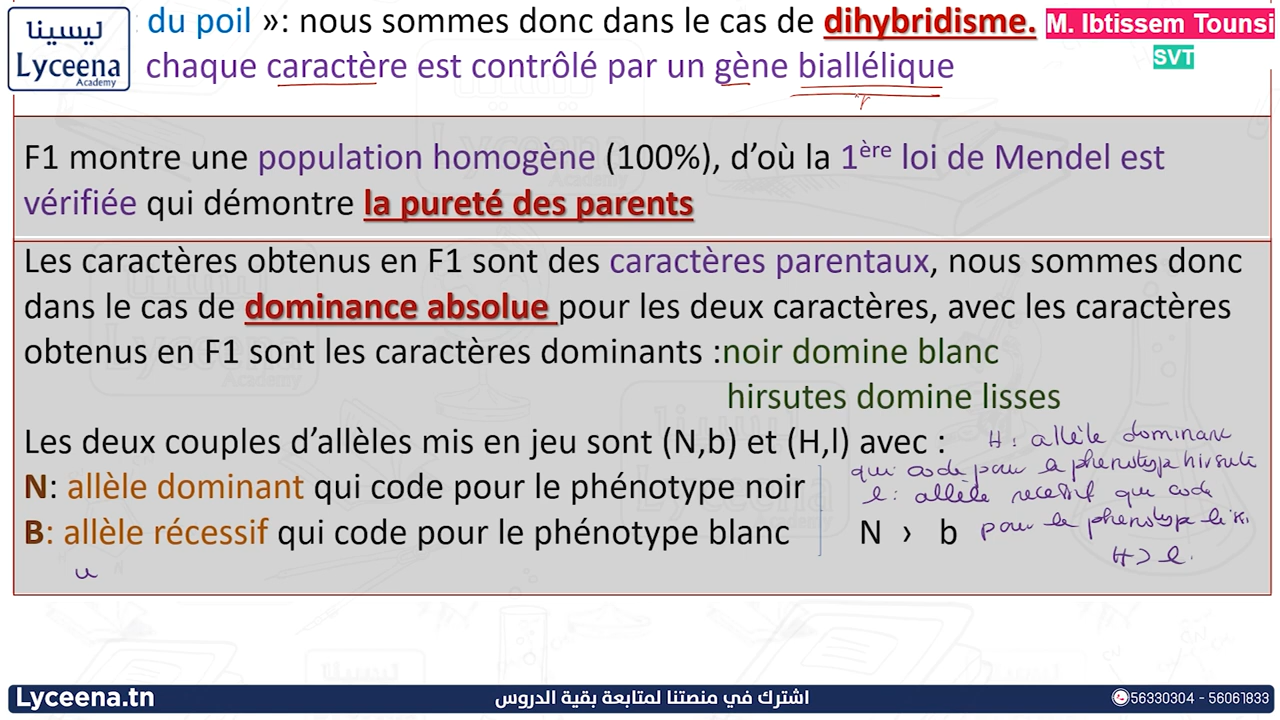 ليسينا
Lyceena
Academy
du poil »: nous sommes donc dans le cas de dihybridisme.
M. Ibtissem Tounsi
SVT
chaque caractère est contrôlé par un gène biallélique
F1 montre une population homogène (100%), d'où la 1ère loi de Mendel est
vérifiée qui démontre la pureté des parents
Les caractères obtenus en F1 sont des caractères parentaux, nous sommes donc
dans le cas de dominance absolue pour les deux caractères, avec les caractères
obtenus en F1 sont les caractères dominants :noir domine blanc
hirsutes domine lisses
Les deux couples d'allèles mis en jeu sont (N,b) et (H,l) avec :
N: allèle dominant qui code pour le phénotype noir
B: allèle récessif qui code pour le phénotype blanc
N › b
H: allèle dominant
qui code pour le phenotype hirsute
l: allèle recessif qui code
pour le phenotype
H > l.
Lyceena.tn
اشترك في منصتنا لمتابعة بقية الدروس
56330304 - 56061833